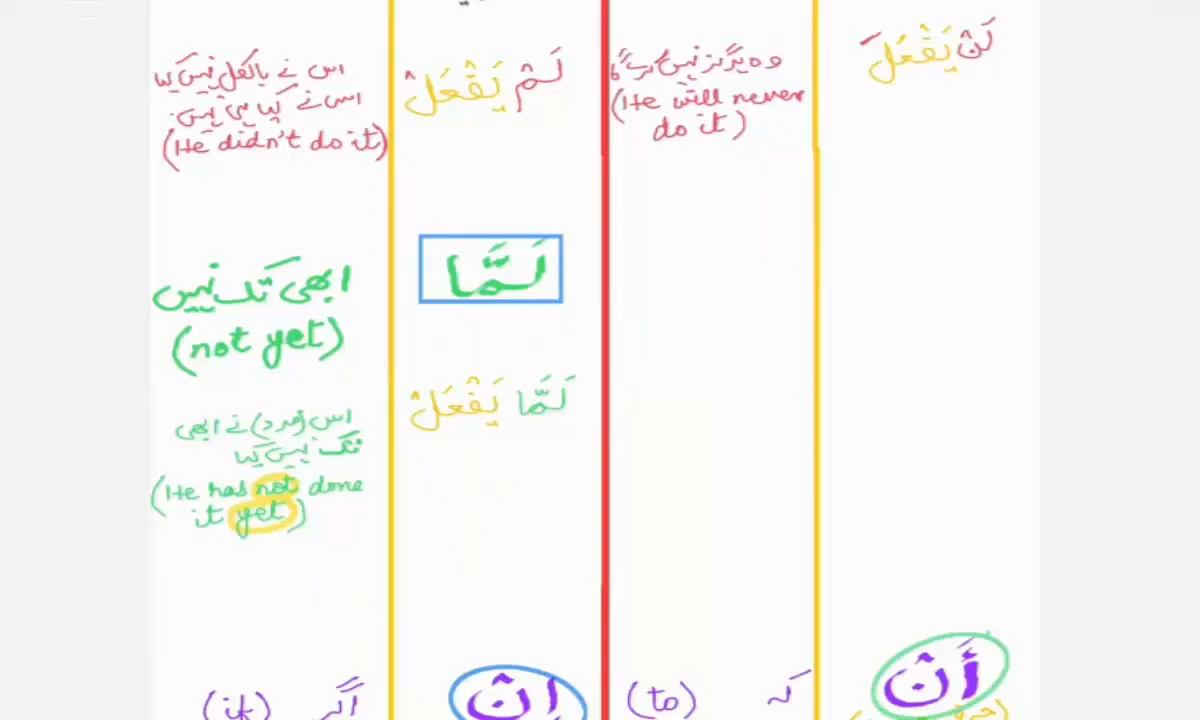 لَنْ يَفْعَلَ
وہ ہرگز نہیں کرے گا
(He will never
do it)
لَمْ يَفْعَلْ
اس نے بالکل نہیں کیا
اس نے کیا ہی نہیں
(He didn't do it)
لَمَّا
ابھی تک نہیں
(not yet)
لَمَّا يَفْعَلْ
اس (مرد) نے ابھی
تک نہیں کیا
(He has not done
it yet)
أَنْ
کہ (to)
إِنْ
اگر (if)